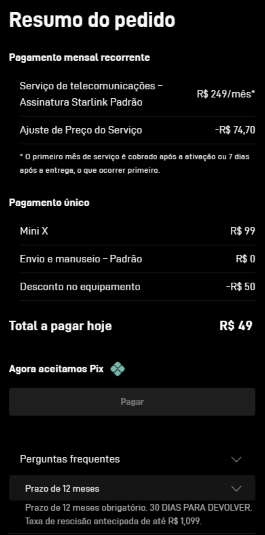 Resumo do pedido
Pagamento mensal recorrente
Serviço de telecomunicações –
Assinatura Starlink Padrão
R$ 249/mês*
Ajuste de Preço do Serviço
-R$ 74,70
* O primeiro mês de serviço é cobrado após a ativação ou 7 dias
após a entrega, o que ocorrer primeiro.
Pagamento único
Mini X
R$ 99
Envio e manuseio – Padrão
R$ 0
Desconto no equipamento
-R$ 50
Total a pagar hoje
R$ 49
Agora aceitamos Pix
Pagar
Perguntas frequentes
Prazo de 12 meses
Prazo de 12 meses obrigatório. 30 DIAS PARA DEVOLVER.
Taxa de rescisão antecipada de até R$ 1,099.